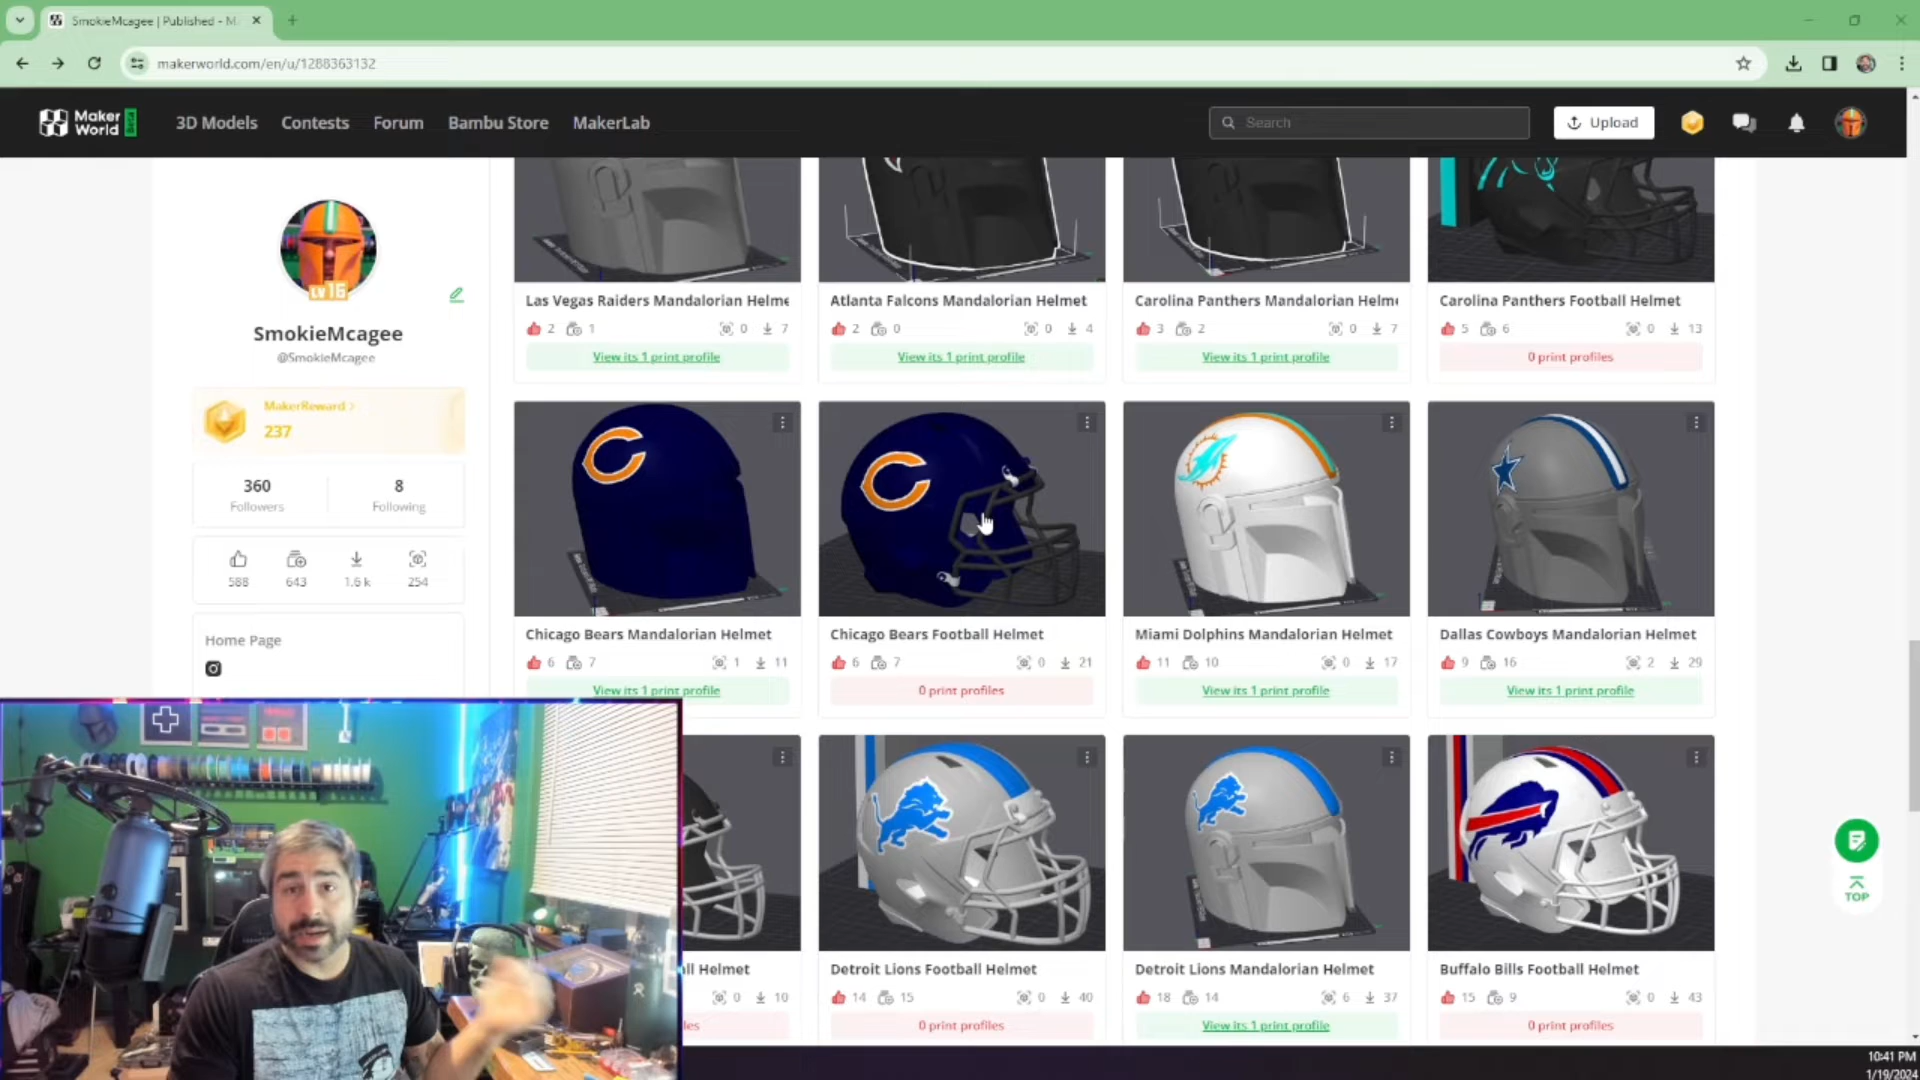 SmokieMcagee | Published - M
makerworld.com/en/u/1288363132
Maker
World
3D Models
Contests
Forum
Bambu Store
MakerLab
Search
Upload
LV 16
SmokieMcagee
@SmokieMcagee
MakerReward >
237
360
Followers
8
Following
588
643
1.6 k
254
Home Page
Las Vegas Raiders Mandalorian Helme
2 1 0 7
View its 1 print profile
Atlanta Falcons Mandalorian Helmet
2 0 0 4
View its 1 print profile
Carolina Panthers Mandalorian Helm
3 2 0 7
View its 1 print profile
Carolina Panthers Football Helmet
5 6 0 13
0 print profiles
Chicago Bears Mandalorian Helmet
6 7 1 11
View its 1 print profile
Chicago Bears Football Helmet
6 7 0 21
0 print profiles
Miami Dolphins Mandalorian Helmet
11 10 0 17
View its 1 print profile
Dallas Cowboys Mandalorian Helmet
9 16 2 29
View its 1 print profile
ll Helmet
0 10
les
Detroit Lions Football Helmet
14 15 0 40
0 print profiles
Detroit Lions Mandalorian Helmet
18 14 6 37
View its 1 print profile
Buffalo Bills Football Helmet
15 9 0 43
0 print profiles
TOP
10:41 PM
1/19/2024